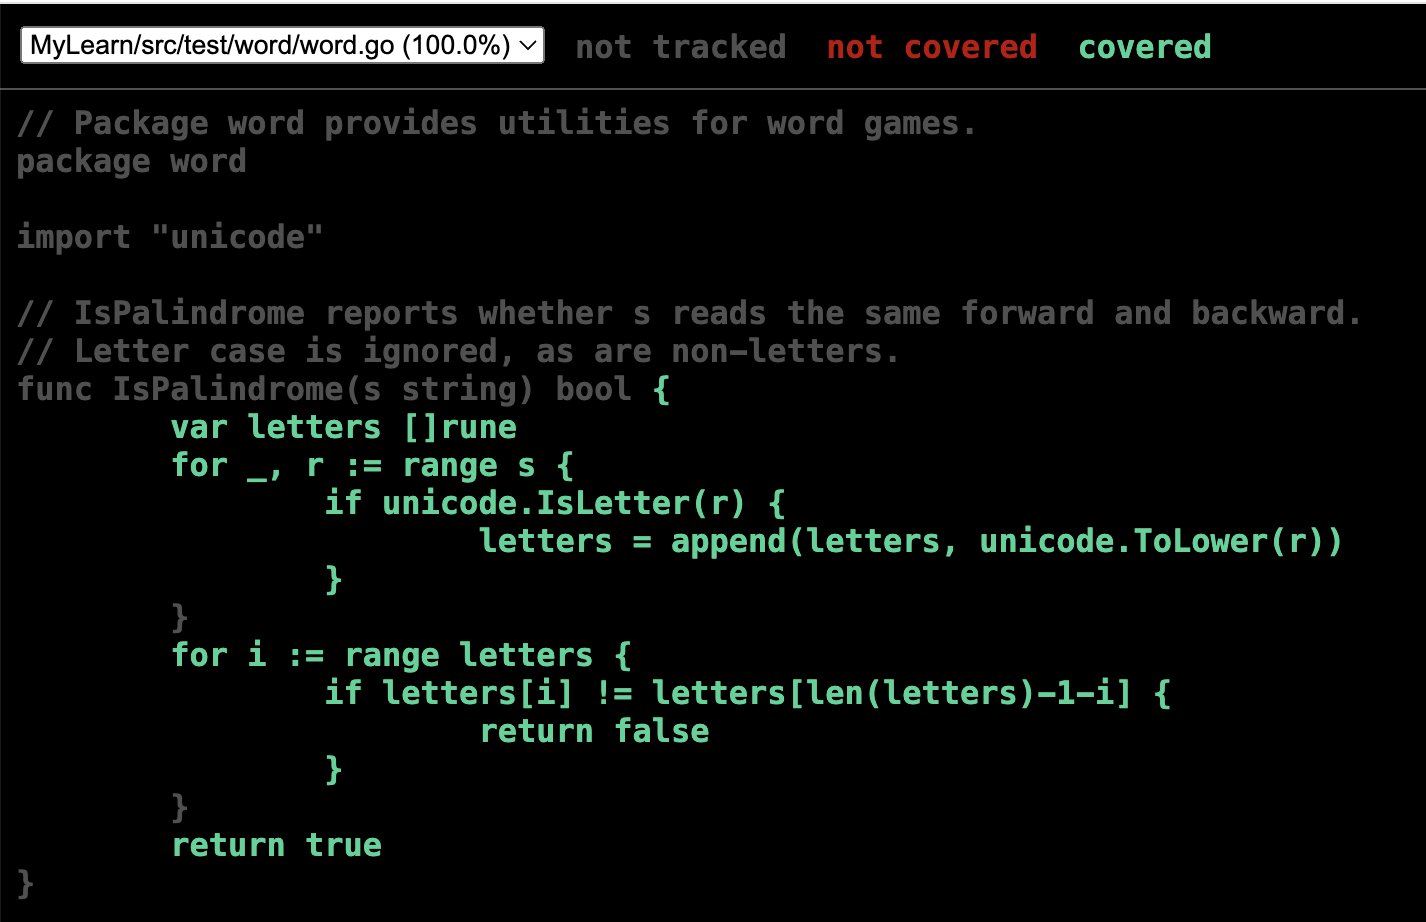 MyLearn/src/test/word/word.go (100.0%) not tracked not covered covered
// Package word provides utilities for word games.
package word
import "unicode"
// IsPalindrome reports whether s reads the same forward and backward.
// Letter case is ignored, as are non-letters.
func IsPalindrome(s string) bool {
        var letters []rune
        for _, r := range s {
                if unicode.IsLetter(r) {
                        letters = append(letters, unicode.ToLower(r))
                }
        }
        for i := range letters {
                if letters[i] != letters[len(letters)-1-i] {
                        return false
                }
        }
        return true
}